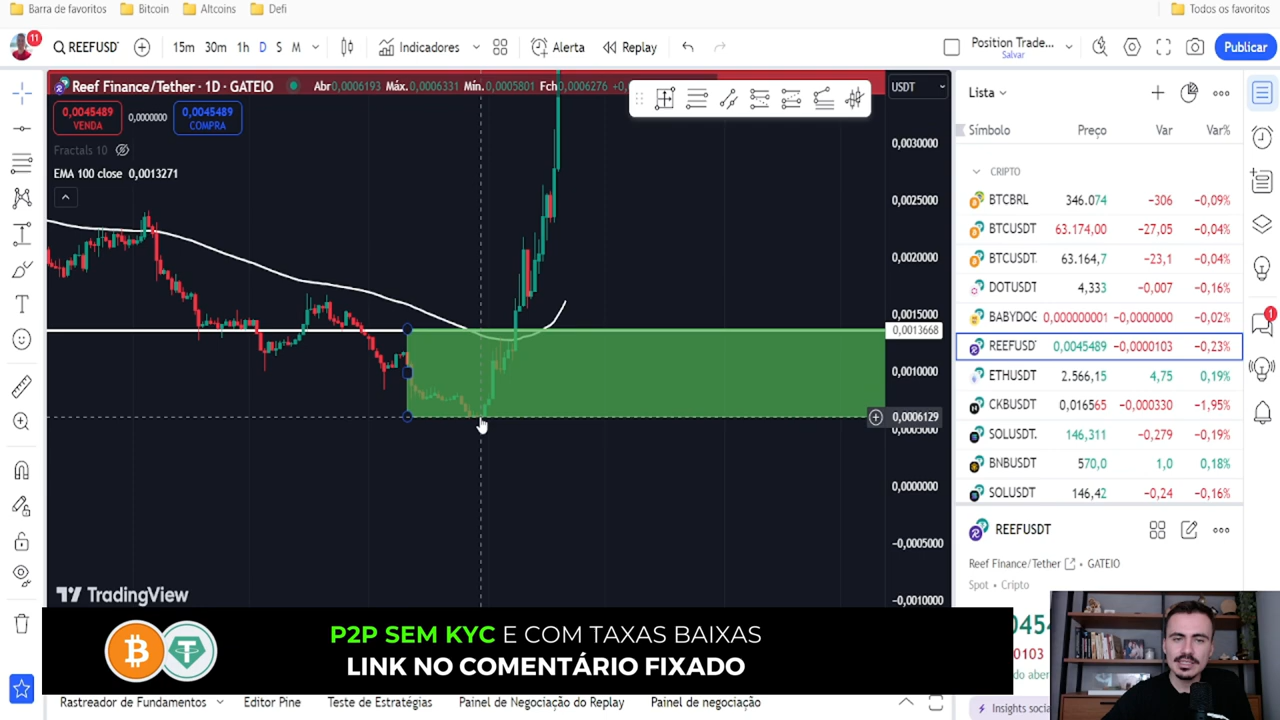 Barra de favoritos
Bitcoin
Altcoins
Defi
Todos os favoritos
11
REEFUSD
15m 30m 1h D S M
Indicadores
Alerta
Replay
Position Trade...
Salvar
Publicar
Reef Finance/Tether · 1D · GATEIO
Abr0,0006193 Máx.0,0006331 Mín.0,0005801 Fch0,0006276
USDT
0,0045489
VENDA
0,0000000
0,0045489
COMPRA
Fractals 10
EMA 100 close 0,0013271
0,0030000
0,0025000
0,0020000
0,0015000
0,0013668
0,0010000
0,0006129
0,0005000
0,0000000
−0,0005000
−0,0010000
TradingView
Lista
Símbolo Preço Var Var%
CRIPTO
BTCBRL 346.074 −306 −0,09%
BTCUSDT 63.174,00 −27,05 −0,04%
BTCUSDT. 63.164,7 −23,1 −0,04%
DOTUSDT 4,333 −0,007 −0,16%
BABYDOC 0,000000001 −0,0000000 −0,02%
REEFUSD 0,0045489 −0,0000103 −0,23%
ETHUSDT 2.566,15 4,75 0,19%
CKBUSDT 0,016565 −0,000330 −1,95%
SOLUSDT. 146,311 −0,279 −0,19%
BNBUSDT 570,0 1,0 0,18%
SOLUSDT 146,42 −0,24 −0,16%
1
REEFUSDT
Reef Finance/Tether • GATEIO
Spot • Cripto
P2P SEM KYC E COM TAXAS BAIXAS
LINK NO COMENTÁRIO FIXADO
Rastreador de Fundamentos
Editor Pine
Teste de Estratégias
Painel de Negociação do Replay
Painel de negociação
Insights socia